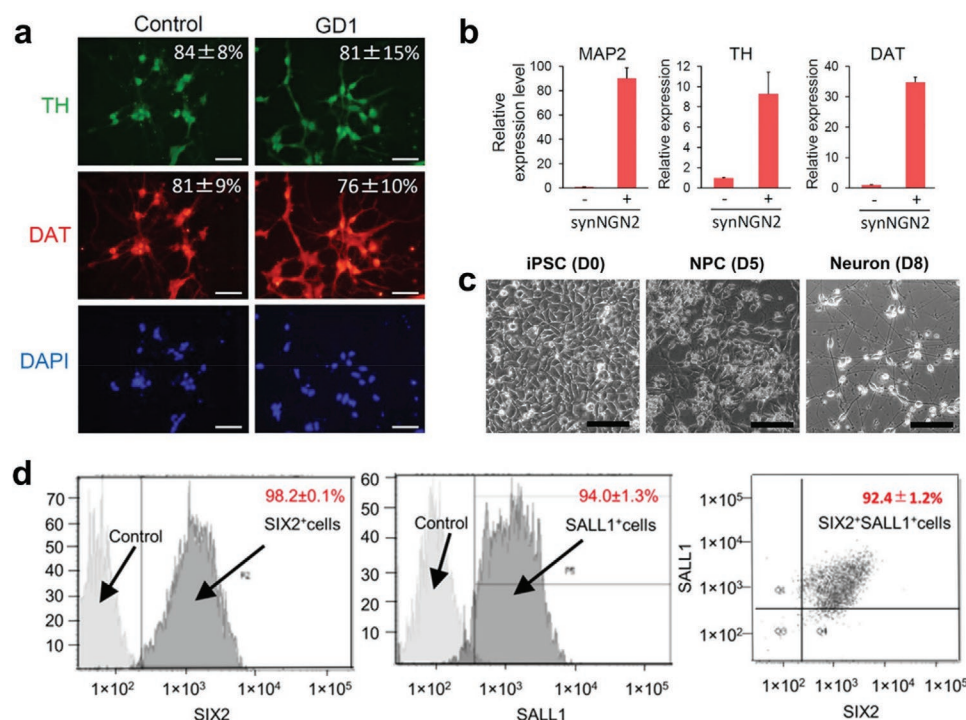 a
Control
GD1
TH
84±8%
81±15%
DAT
81±9%
76±10%
DAPI
b
MAP2
TH
DAT
Relative
expression level
100
80
60
40
20
0
- +
synNGN2
Relative expression
12
10
8
6
4
2
0
- +
synNGN2
Relative expression
40
30
20
10
0
- +
synNGN2
c
iPSC (D0)
NPC (D5)
Neuron (D8)
d
70
60
50
40
30
20
10
Control
98.2±0.1%
SIX2⁺cells
R2
1×10² 1×10³ 1×10⁴ 1×10⁵
SIX2
60
50
40
30
20
10
0
Control
94.0±1.3%
SALL1⁺cells
1×10² 1×10³ 1×10⁴ 1×10⁵
SALL1
SALL1
1×10⁵
1×10⁴
1×10³
1×10²
92.4±1.2%
SIX2⁺SALL1⁺cells
Q3
Q4
1×10² 1×10³ 1×10⁴ 1×10⁵
SIX2